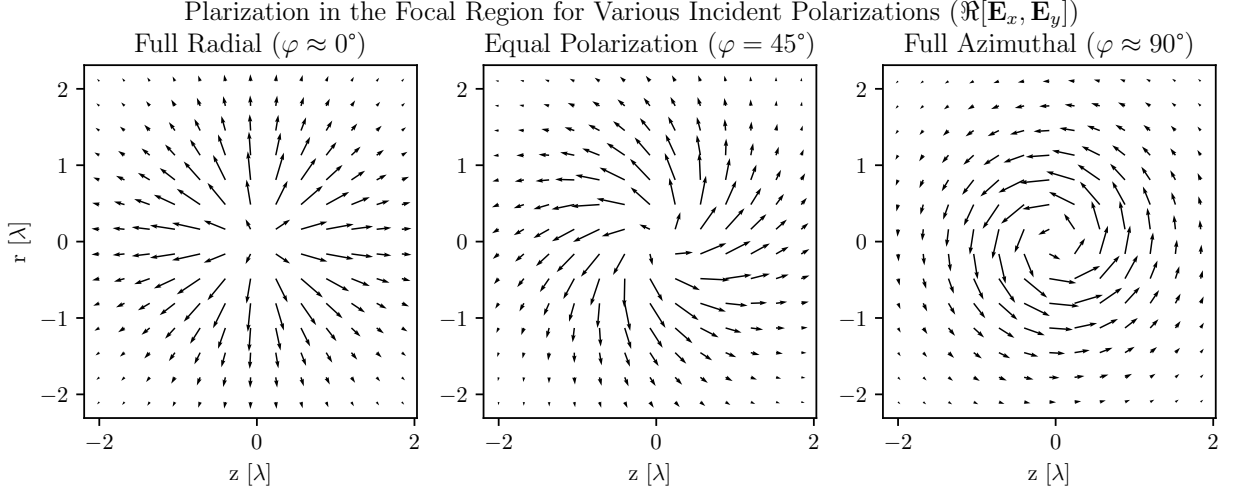 Plarization in the Focal Region for Various Incident Polarizations (ℜ[𝐄ₓ, 𝐄ᵧ])
Full Radial (φ ≈ 0°)
Equal Polarization (φ = 45°)
Full Azimuthal (φ ≈ 90°)
r [λ]
2
1
0
−1
−2
−2 0 2
z [λ]
2
1
0
−1
−2
−2 0 2
z [λ]
2
1
0
−1
−2
−2 0 2
z [λ]